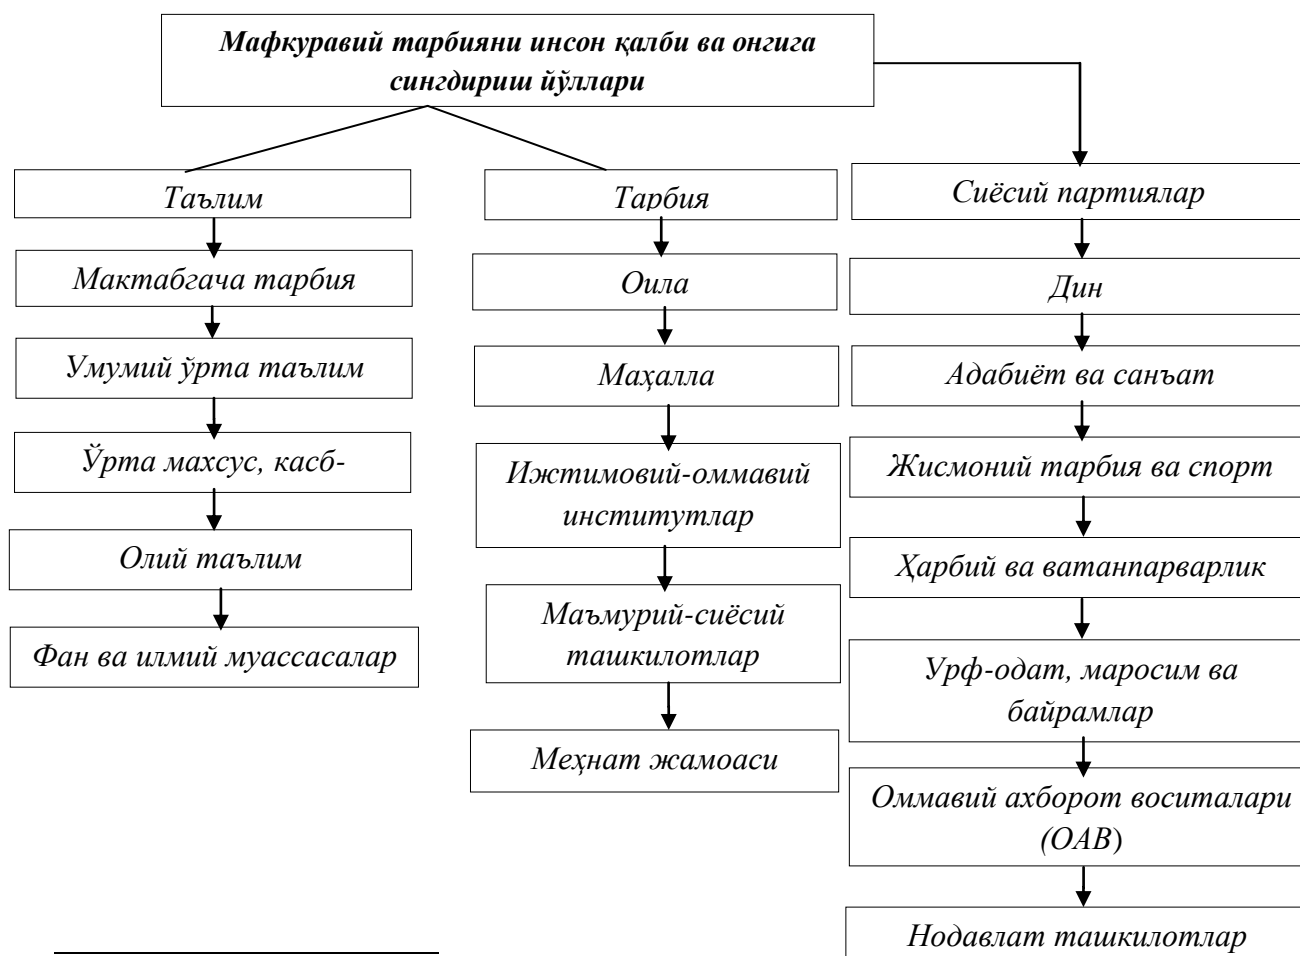 Мафкуравий тарбияни инсон қалби ва онгига
сингдириш йўллари
Таълим
Мактабгача тарбия
Умумий ўрта таълим
Ўрта махсус, касб-
Олий таълим
Фан ва илмий муассасалар
Тарбия
Оила
Маҳалла
Ижтимовий-оммавий
институтлар
Маъмурий-сиёсий
ташкилотлар
Меҳнат жамоаси
Сиёсий партиялар
Дин
Адабиёт ва санъат
Жисмоний тарбия ва спорт
Ҳарбий ва ватанпарварлик
Урф-одат, маросим ва
байрамлар
Оммавий ахборот воситалари
(ОАВ)
Нодавлат ташкилотлар